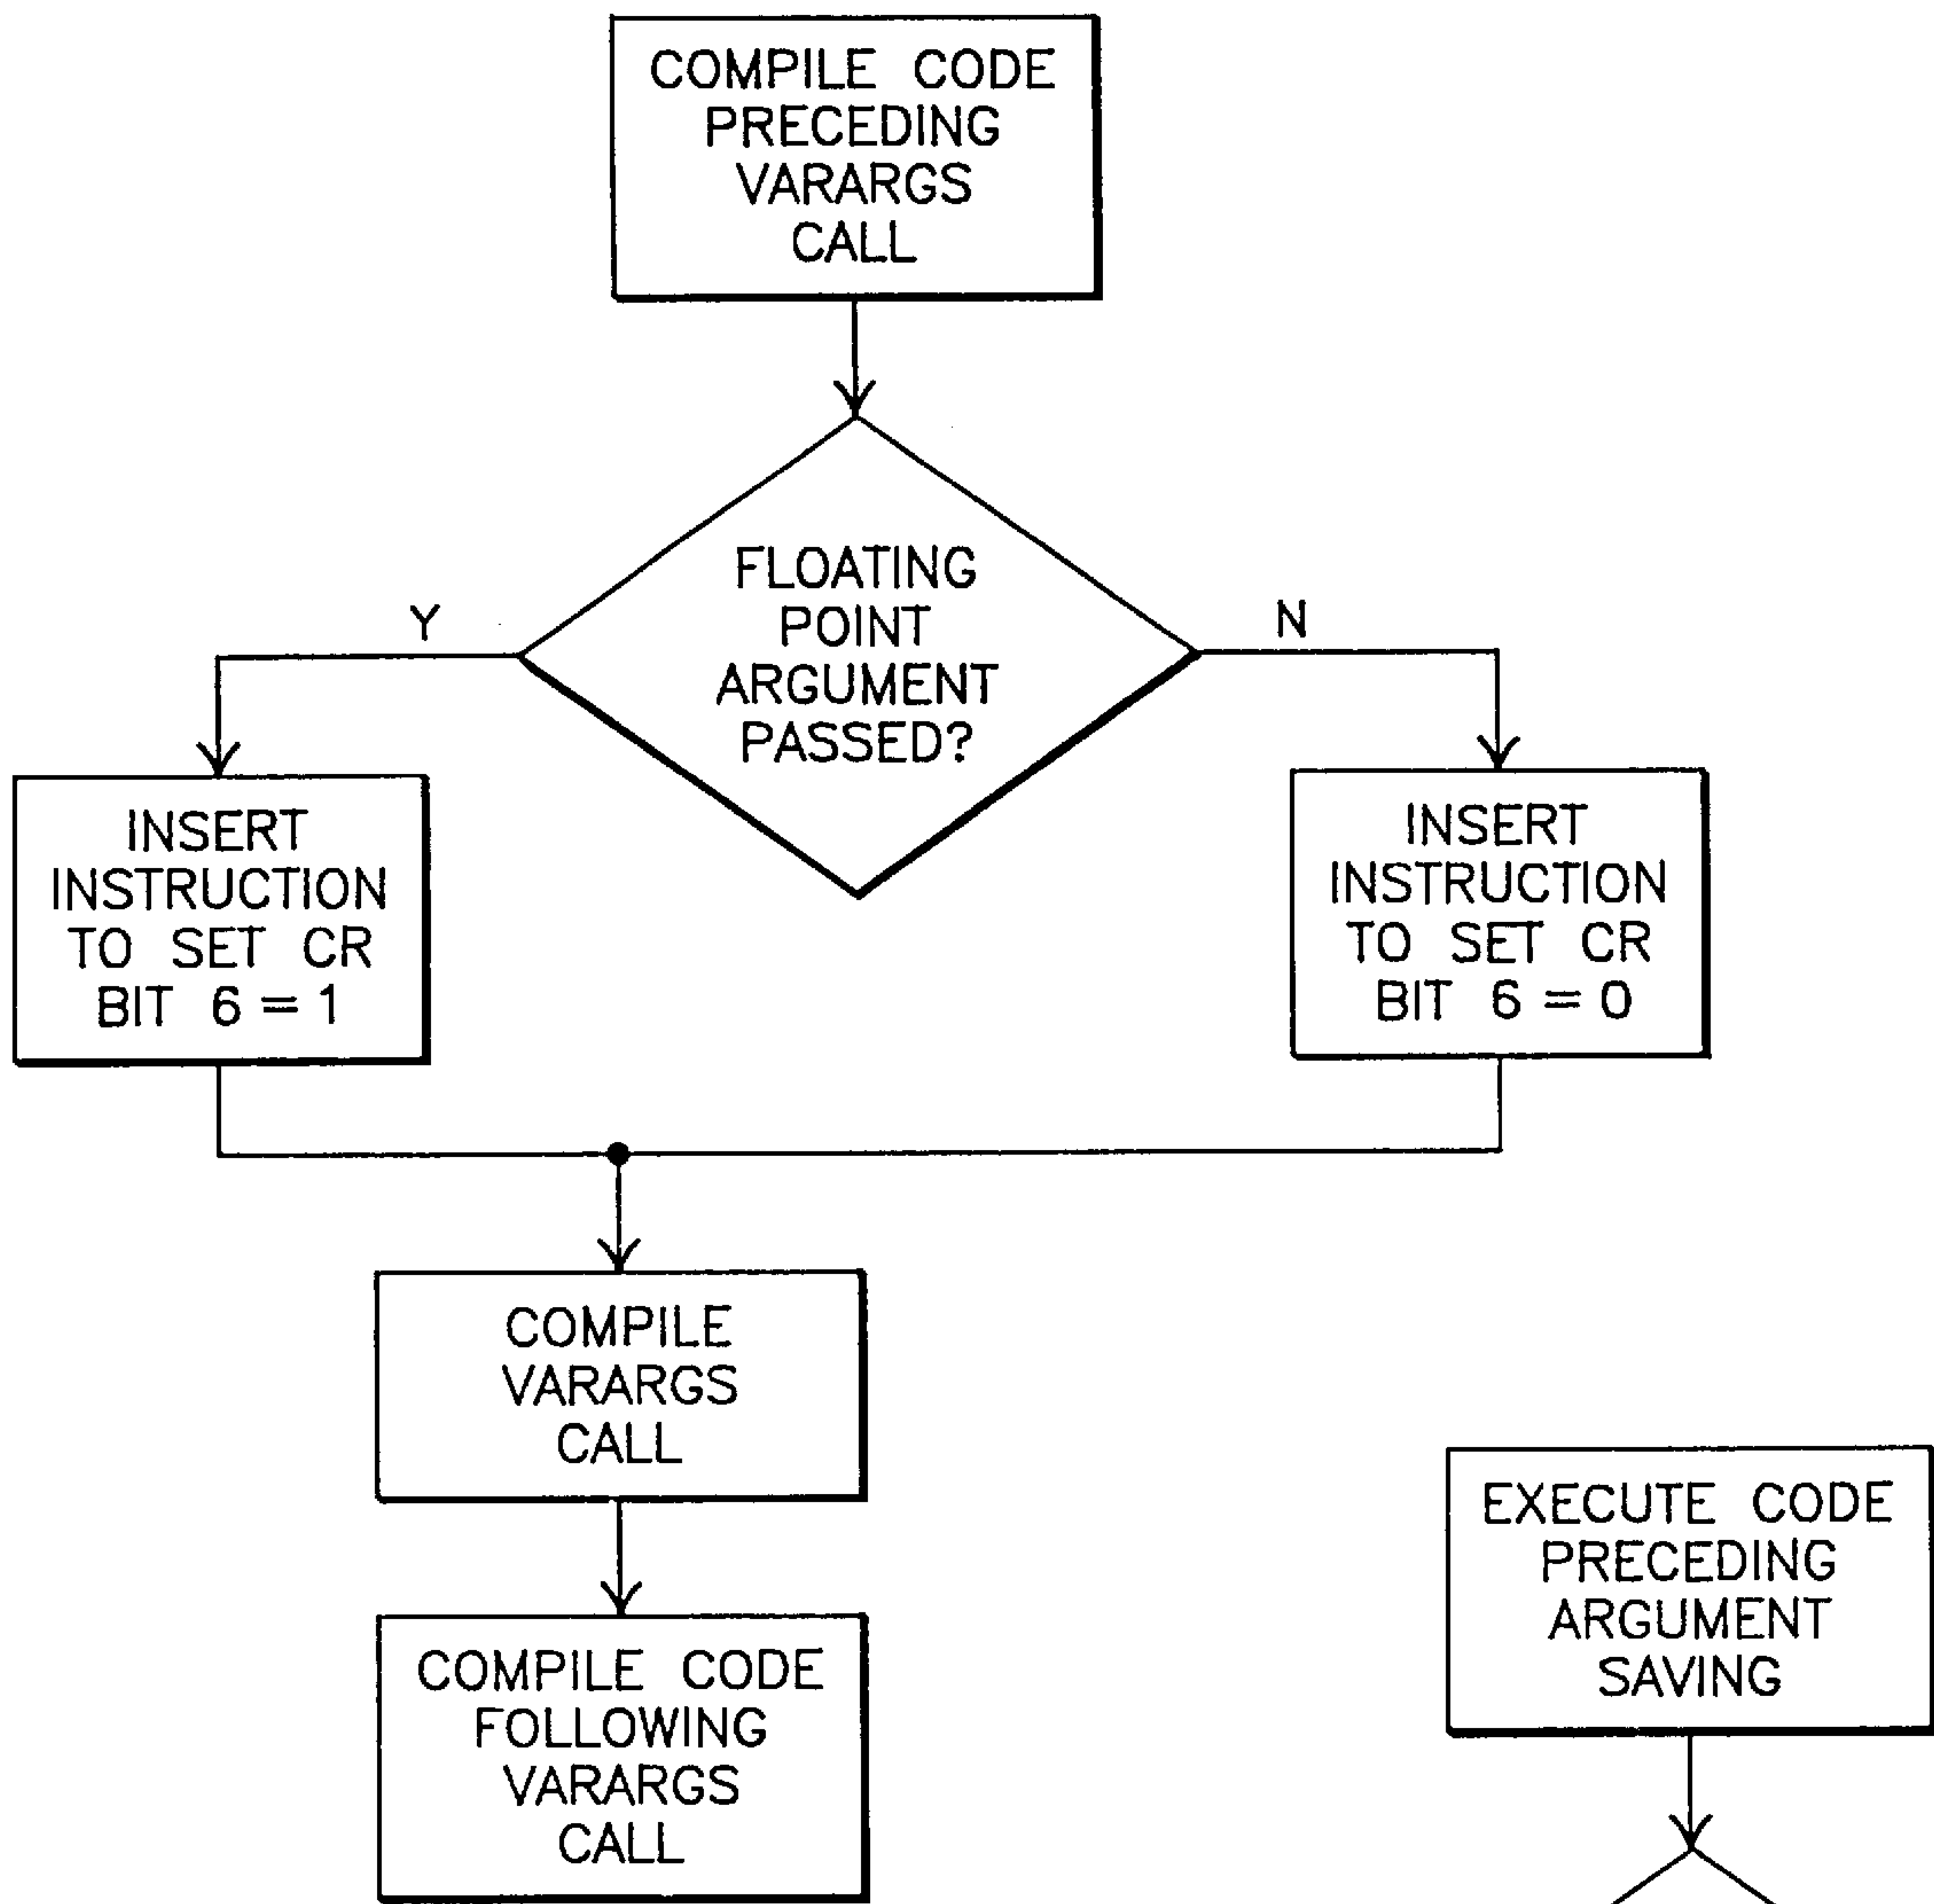 COMPILE CODE
PRECEDING
VARARGS
CALL
FLOATING
POINT
ARGUMENT
PASSED?
Y
N
INSERT
INSTRUCTION
TO SET CR
BIT 6 = 1
INSERT
INSTRUCTION
TO SET CR
BIT 6 = 0
COMPILE
VARARGS
CALL
COMPILE CODE
FOLLOWING
VARARGS
CALL
EXECUTE CODE
PRECEDING
ARGUMENT
SAVING